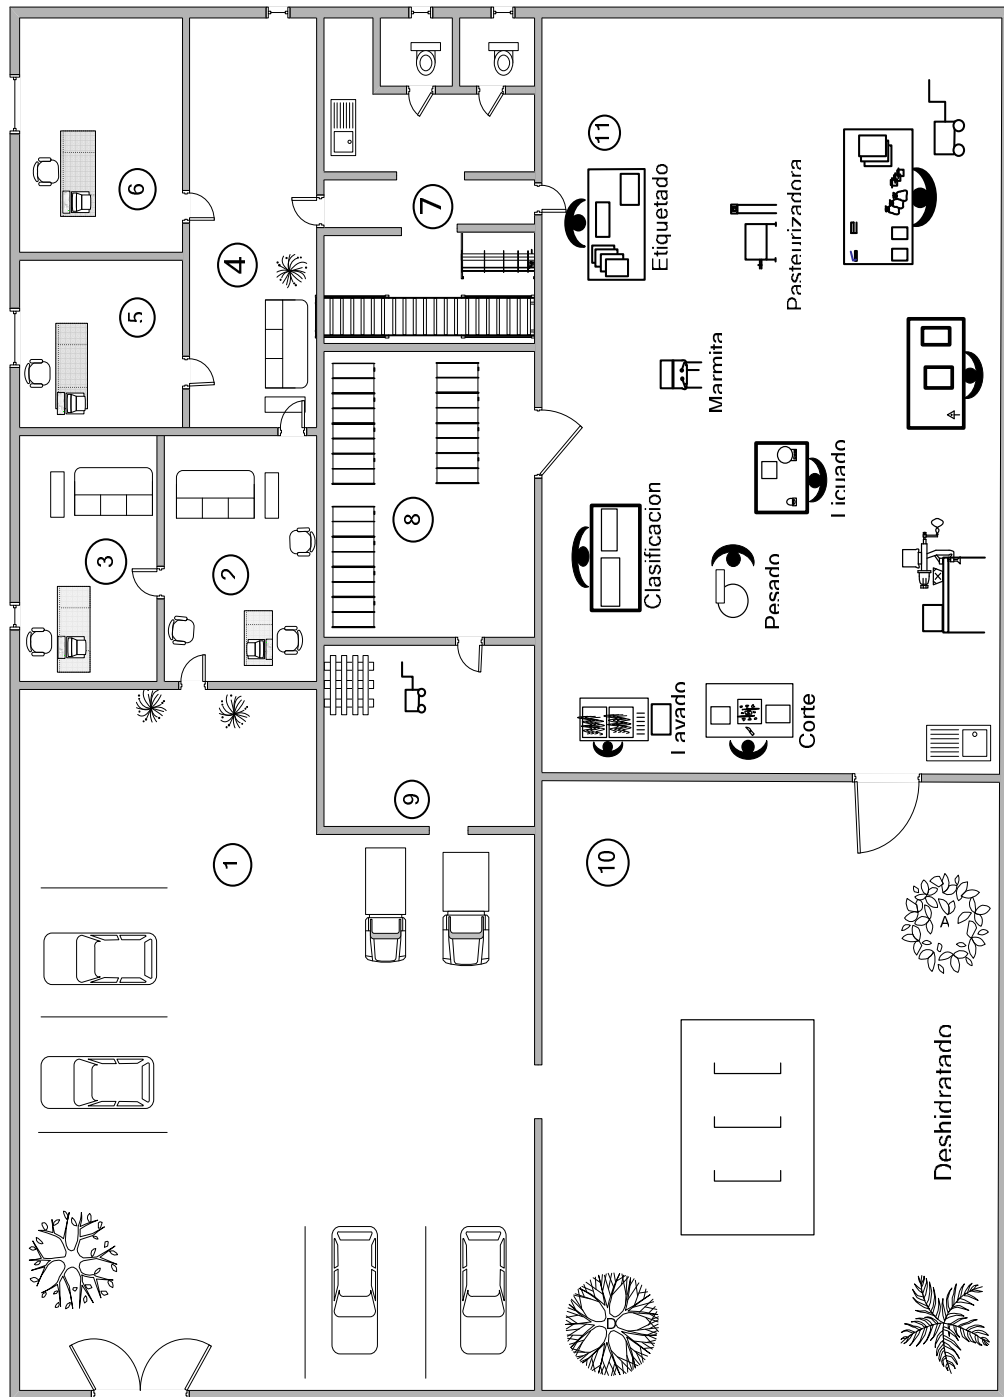 3
5
6
1
2
4
9
8
7
10
11
D
Clasificacion
Etiquetado
Lavado
Marmita
Pesado
Pasteurizadora
Corte
Licuado
A
Deshidratado